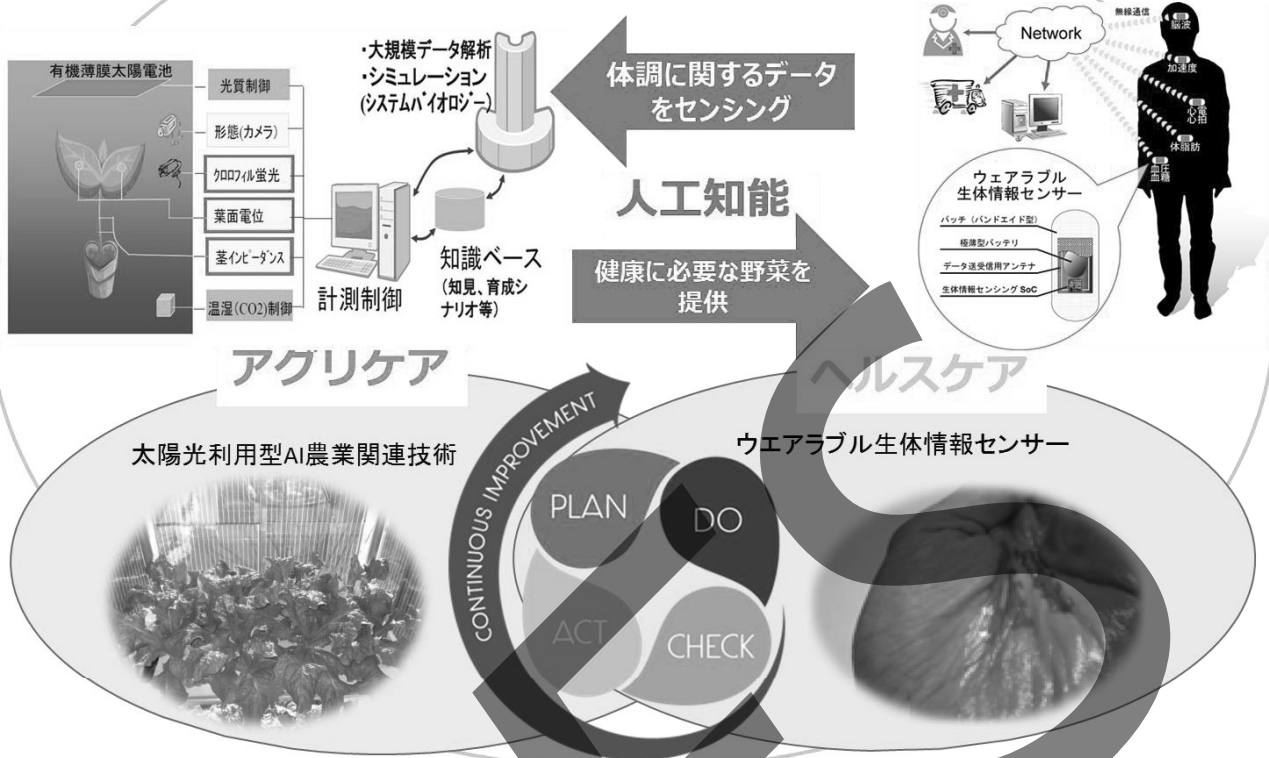 有機薄膜太陽電池
光質制御
形態(カメラ)
クロロフィル蛍光
葉面電位
茎インピーダンス
温湿(CO2)制御
・大規模データ解析
・シミュレーション
(システムバイオロジー)
計測制御
知識ベース
(知見、育成シ
ナリオ等)
体調に関するデータ
をセンシング
人工知能
健康に必要な野菜を
提供
Network
無線通信
脳波
加速度
心拍
体脂肪
血圧
血糖
ウェアラブル
生体情報センサー
パッチ（バンドエイド型）
極薄型バッテリ
データ送受信用アンテナ
生体情報センシング SoC
アグリケア
ヘルスケア
太陽光利用型AI農業関連技術
ウエアラブル生体情報センサー
CONTINUOUS IMPROVEMENT
PLAN
DO
ACT
CHECK